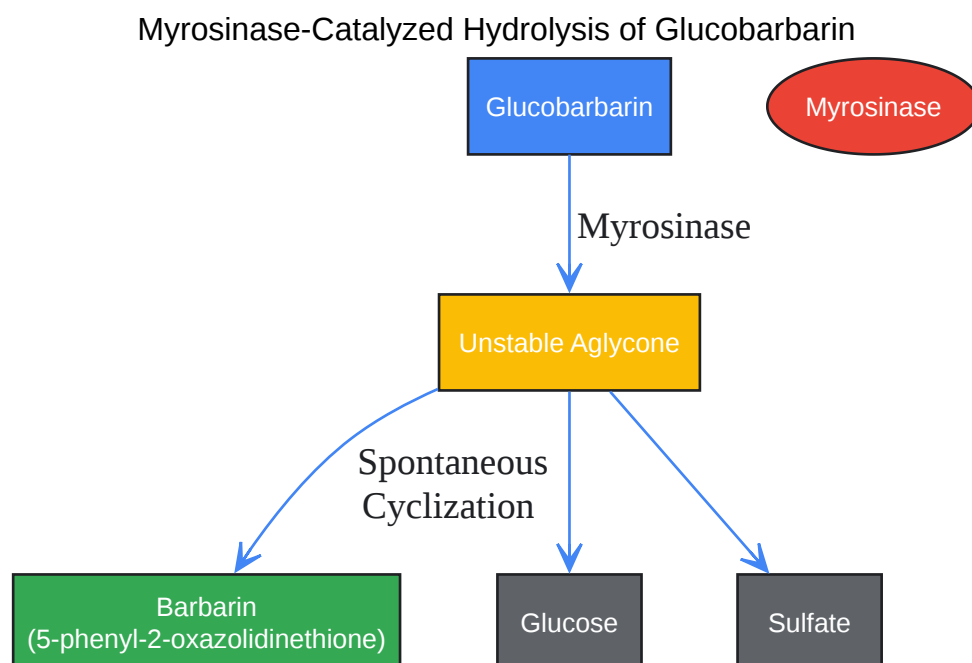 Myrosinase-Catalyzed Hydrolysis of Glucobarbarin
Glucobarbarin
Myrosinase
Myrosinase
Unstable Aglycone
Spontaneous
Cyclization
Barbarin
(5-phenyl-2-oxazolidinethione)
Glucose
Sulfate